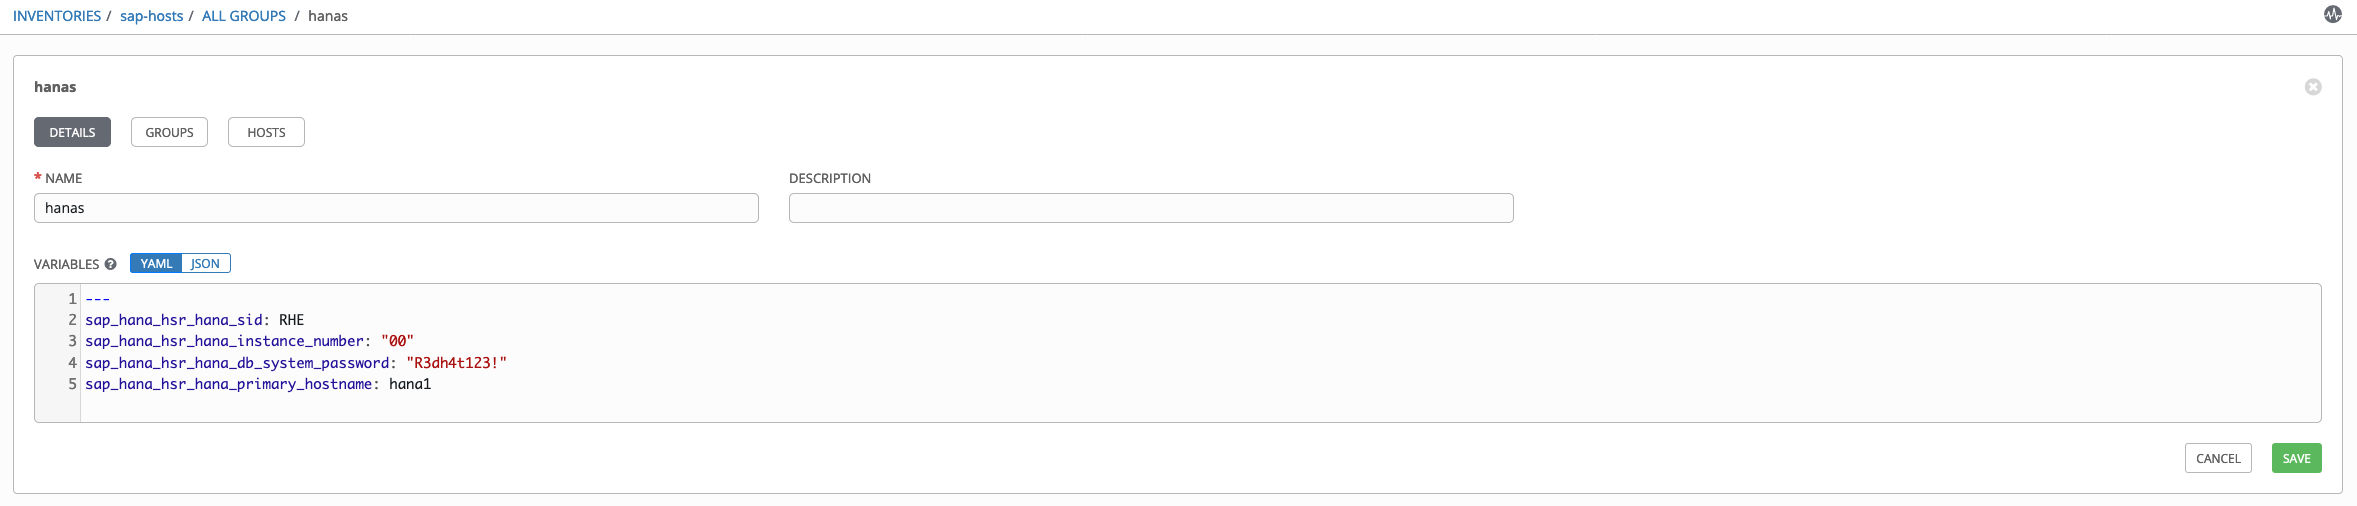 INVENTORIES / sap-hosts / ALL GROUPS / hanas
hanas
DETAILS GROUPS HOSTS
* NAME DESCRIPTION
hanas
VARIABLES ? YAML JSON
1 ---
2 sap_hana_hsr_hana_sid: RHE
3 sap_hana_hsr_hana_instance_number: "00"
4 sap_hana_hsr_hana_db_system_password: "R3dh4t123!"
5 sap_hana_hsr_hana_primary_hostname: hana1
CANCEL SAVE